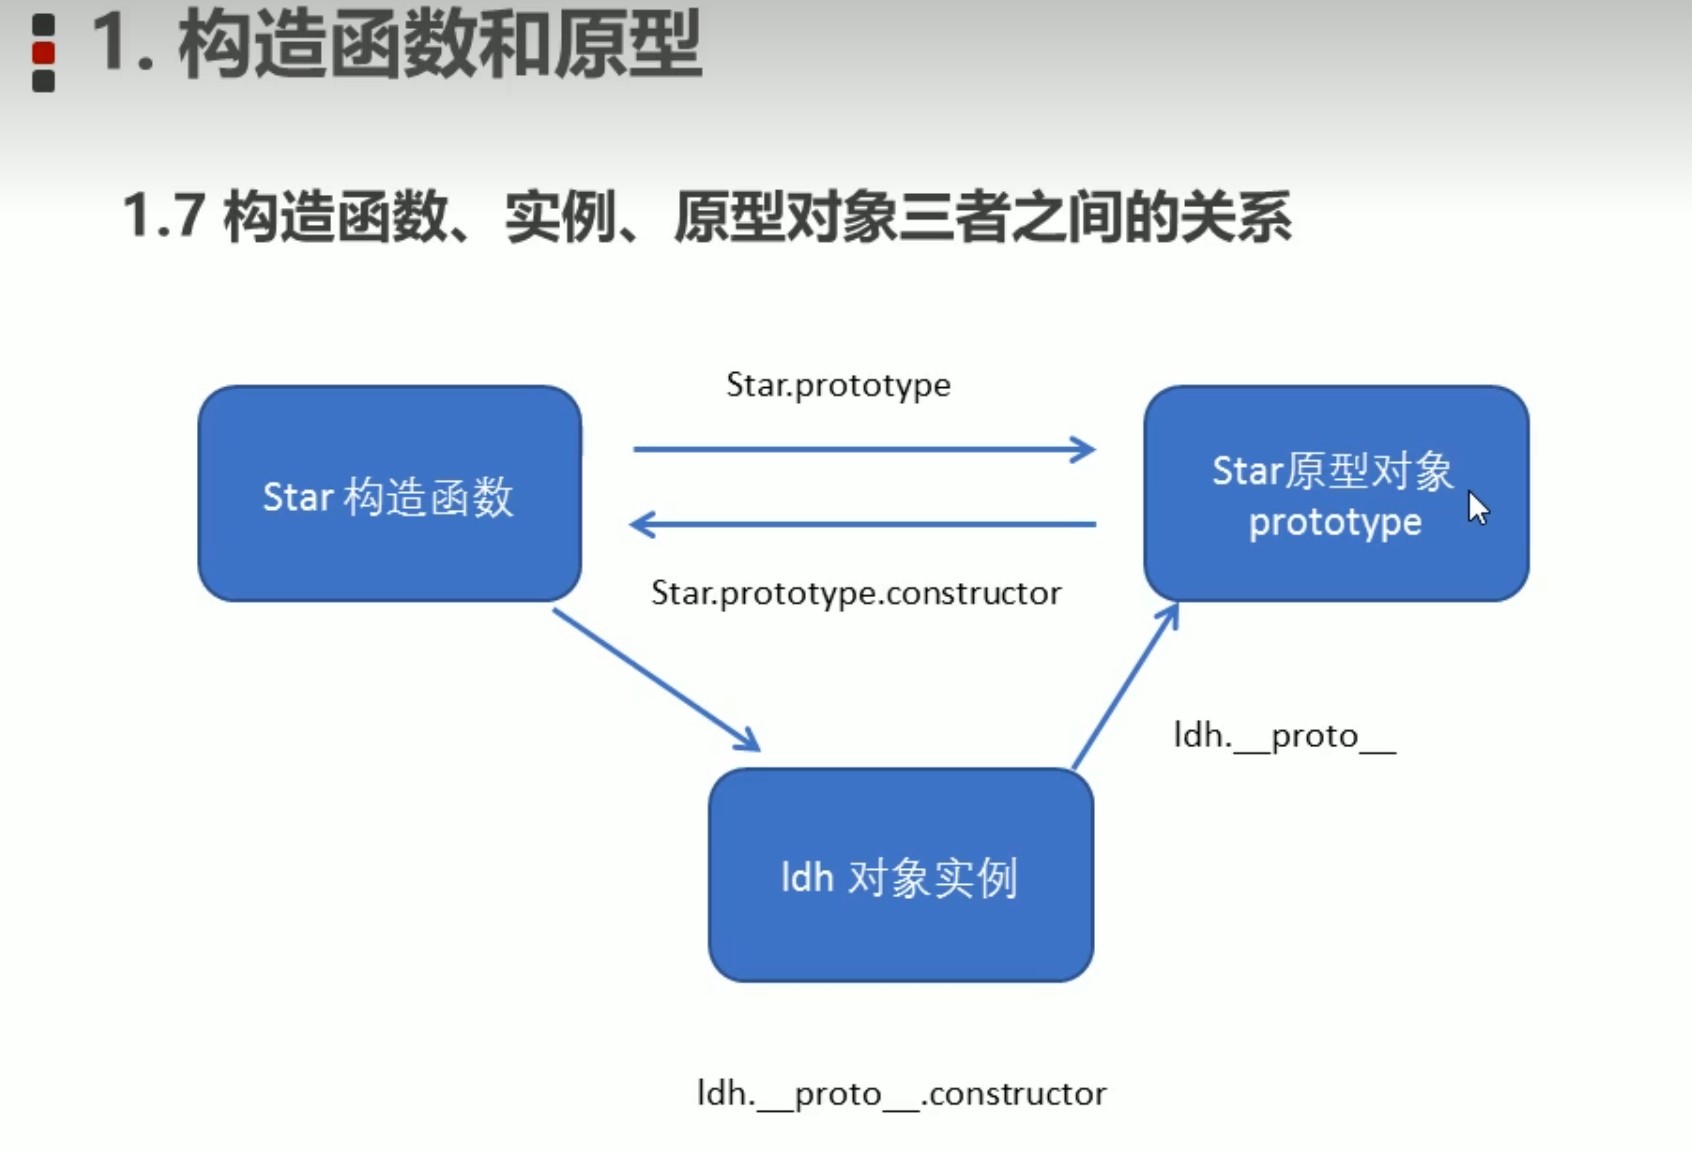 1. 构造函数和原型
1.7 构造函数、实例、原型对象三者之间的关系
Star.prototype
Star 构造函数
Star原型对象
prototype
Star.prototype.constructor
ldh.__proto__
ldh 对象实例
ldh.__proto__.constructor